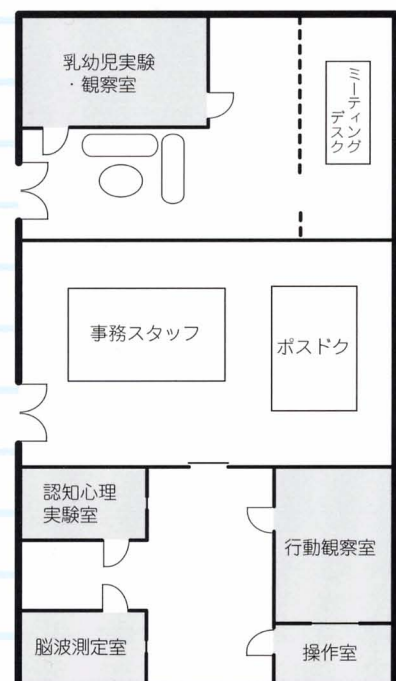 乳幼児実験
・観察室
ミーティング
デスク
事務スタッフ
ポスドク
認知心理
実験室
行動観察室
脳波測定室
操作室